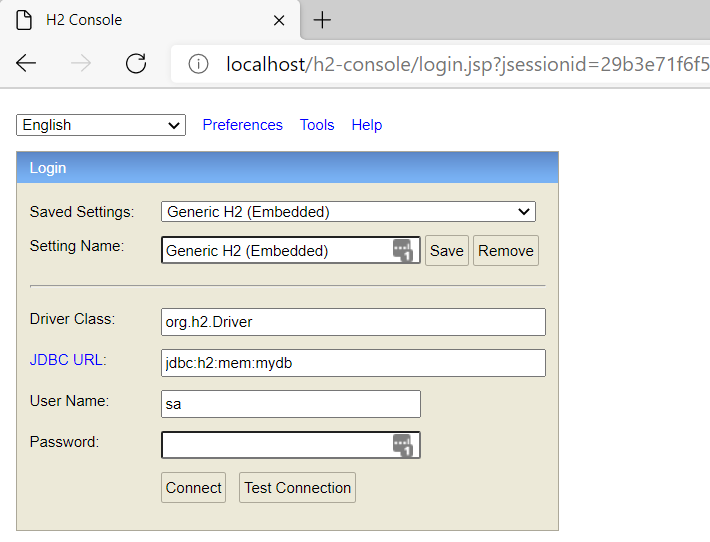 H2 Console
localhost/h2-console/login.jsp?jsessionid=29b3e71f6f5
English Preferences Tools Help
Login
Saved Settings: Generic H2 (Embedded)
Setting Name: Generic H2 (Embedded) 1 Save Remove
Driver Class: org.h2.Driver
JDBC URL: jdbc:h2:mem:mydb
User Name: sa
Password: 1
Connect Test Connection